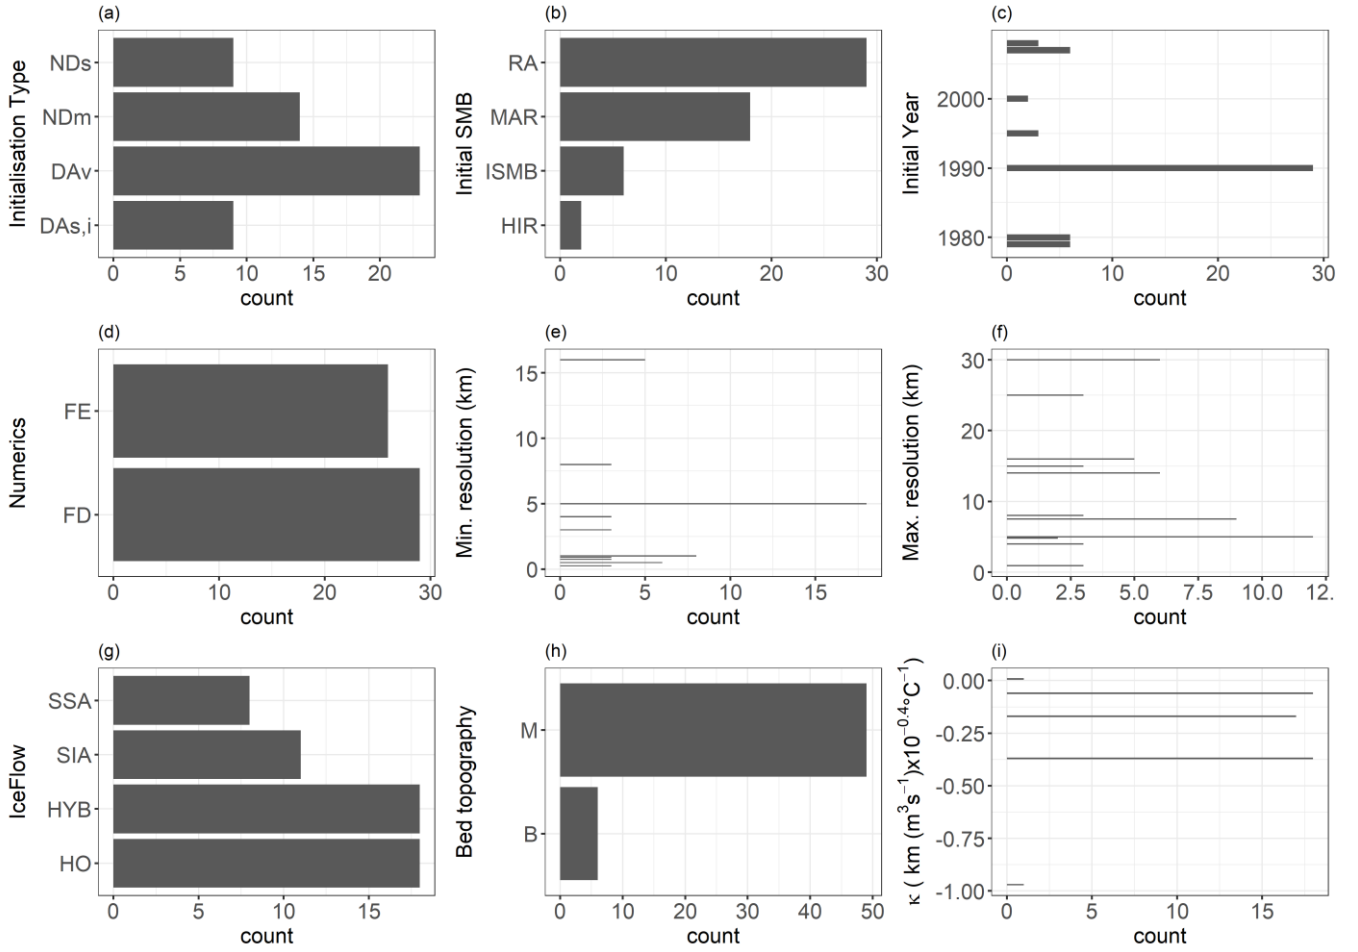 (a)
Initialisation Type
NDs
NDm
DAv
DAs,i
0 5 10 15 20
count
(b)
Initial SMB
RA
MAR
ISMB
HIR
0 10 20 30
count
(c)
Initial Year
2000
1990
1980
0 10 20 30
count
(d)
Numerics
FE
FD
0 10 20 30
count
(e)
Min. resolution (km)
15
10
5
0
0 5 10 15
count
(f)
Max. resolution (km)
30
20
10
0
0.0 2.5 5.0 7.5 10.0 12.
count
(g)
IceFlow
SSA
SIA
HYB
HO
0 5 10 15
count
(h)
Bed topography
M
B
0 10 20 30 40 50
count
(i)
κ ( km (m³s⁻¹)x10⁻⁰·⁴°C⁻¹)
0.00
-0.25
-0.50
-0.75
-1.00
0 5 10 15
count